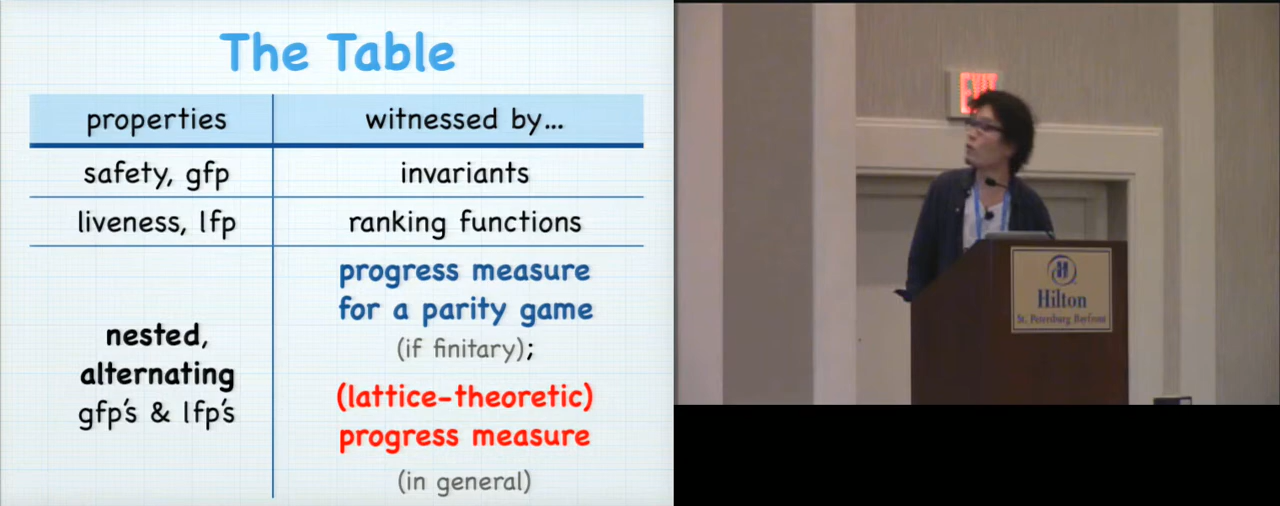 The Table
properties
witnessed by...
safety, gfp
invariants
liveness, lfp
ranking functions
nested,
alternating
gfp's & lfp's
progress measure
for a parity game
(if finitary);
(lattice-theoretic)
progress measure
(in general)
EXIT
Hilton
St. Petersburg Bayfront